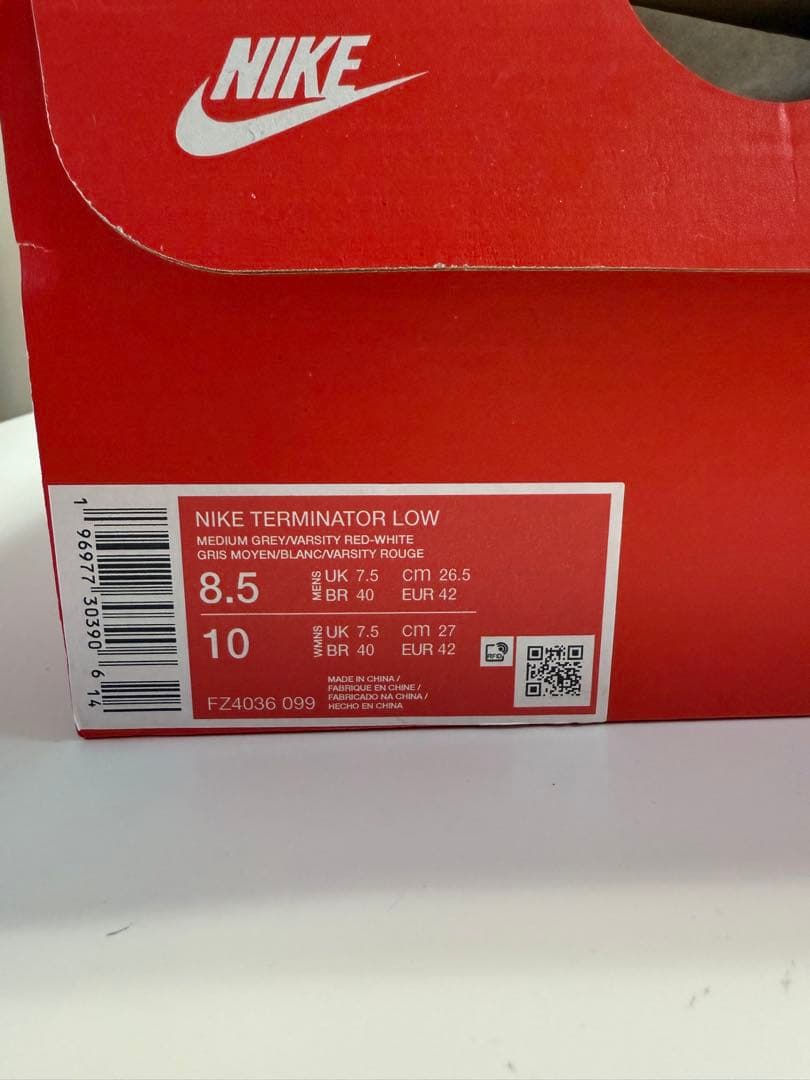 NIKE
NIKE TERMINATOR LOW
MEDIUM GREY/VARSITY RED-WHITE
GRIS MOYEN/BLANC/VARSITY ROUGE
8.5 MENS UK 7.5 cm 26.5
BR 40 EUR 42
10 WMNS UK 7.5 cm 27
BR 40 EUR 42
RFID
FZ4036 099
MADE IN CHINA /
FABRIQUE EN CHINE /
FABRICADO NA CHINA /
HECHO EN CHINA
1 96977 30390 6 14